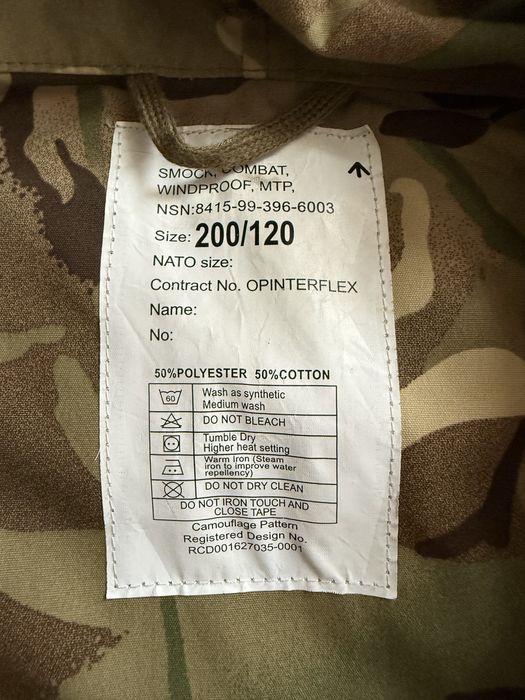 SMOCK, COMBAT,
WINDPROOF, MTP,
NSN:8415-99-396-6003
Size: 200/120
NATO size:
Contract No. OPINTERFLEX
Name:
No:
50%POLYESTER 50%COTTON
60
Wash as synthetic
Medium wash
DO NOT BLEACH
Tumble Dry
Higher heat setting
Warm Iron (Steam
iron to improve water
repellency)
DO NOT DRY CLEAN
DO NOT IRON TOUCH AND
CLOSE TAPE
Camouflage Pattern
Registered Design No.
RCD001627035-0001